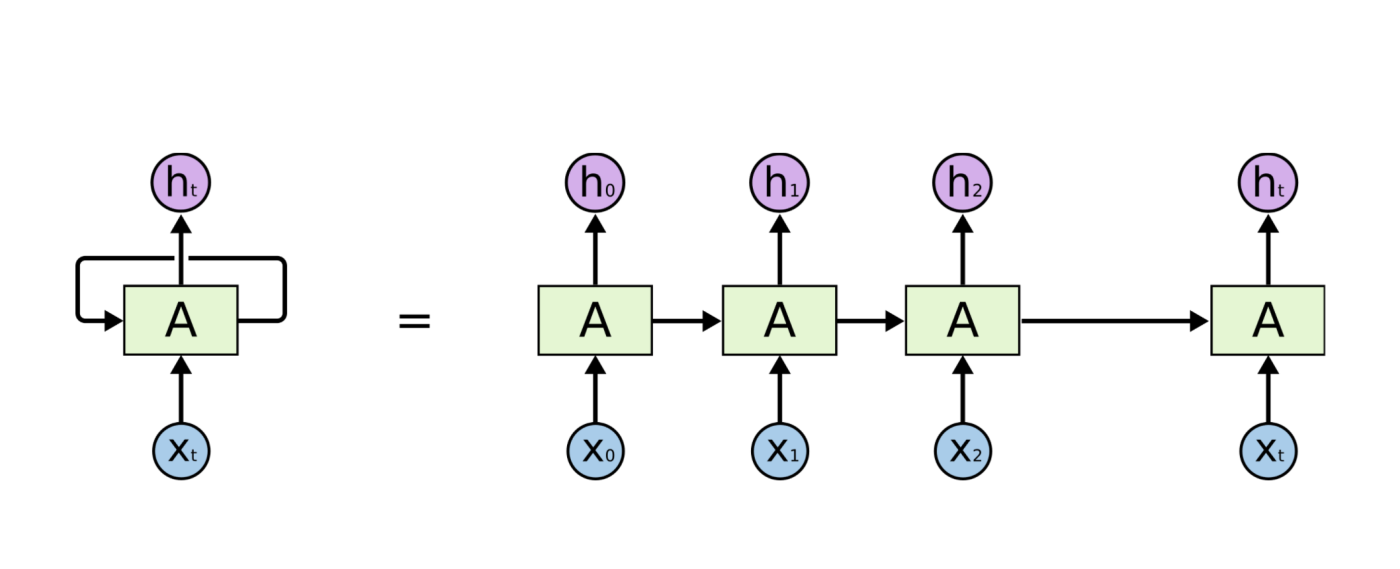 ht h0 h1 h2 ht
A = A A A A
xt x0 x1 x2 xt